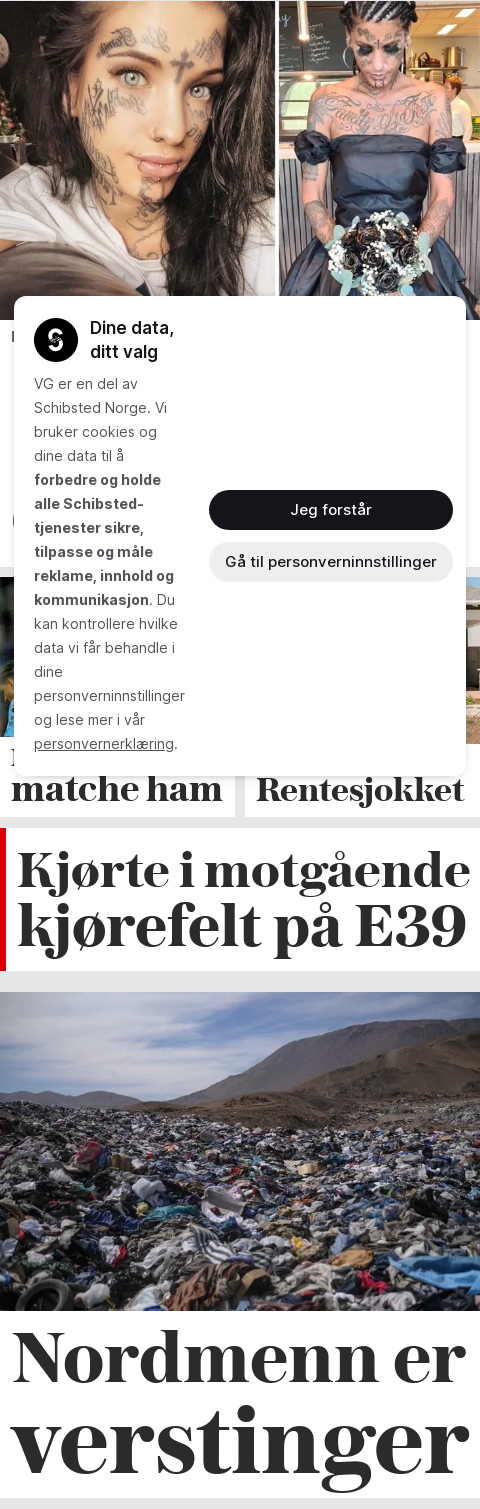 Dine data,
ditt valg
VG er en del av
Schibsted Norge. Vi
bruker cookies og
dine data til å
forbedre og holde
alle Schibsted-
tjenester sikre,
tilpasse og måle
reklame, innhold og
kommunikasjon. Du
kan kontrollere hvilke
data vi får behandle i
dine
personverninnstillinger
og lese mer i vår
personvernerklæring.
Jeg forstår
Gå til personverninnstillinger
matche ham
Rentesjokket
Kjørte i motgående
kjørefelt på E39
Nordmenn er
verstinger